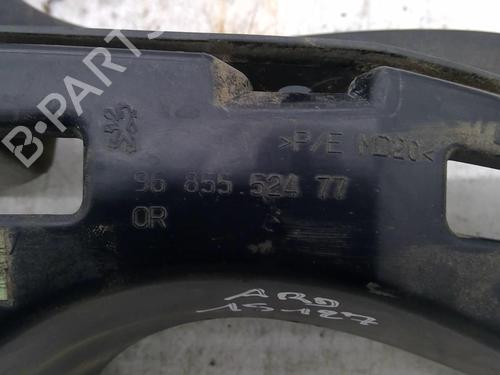 B-PARTS
>P/E MD20<
96 855 524 77
OR
ARD
15127